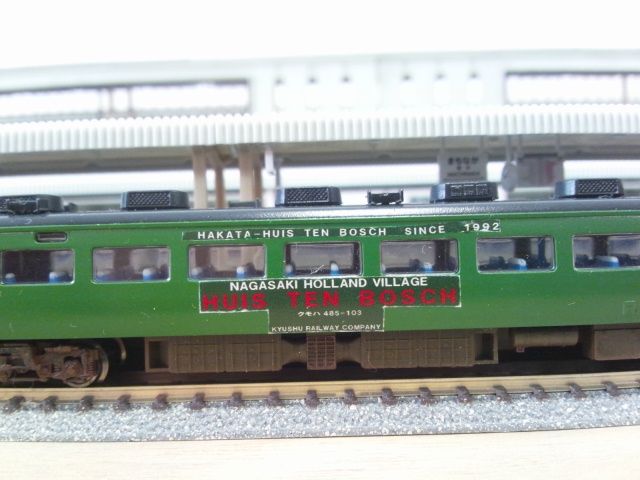 HAKATA-HUIS TEN BOSCH SINCE 1992
NAGASAKI HOLLAND VILLAGE
HUIS TEN BOSCH
クモハ 485-103
KYUSHU RAILWAY COMPANY